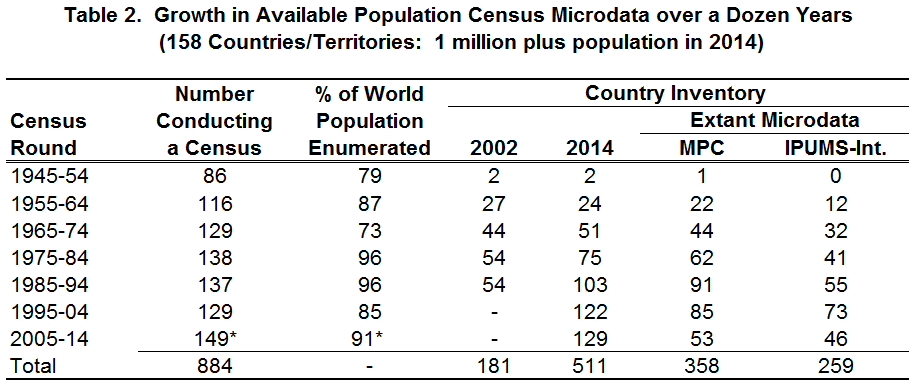 Table 2.  Growth in Available Population Census Microdata over a Dozen Years
(158 Countries/Territories:  1 million plus population in 2014)
Number % of World Country Inventory
Census Conducting Population Extant Microdata
Round a Census Enumerated 2002 2014 MPC IPUMS-Int.
1945-54 86 79 2 2 1 0
1955-64 116 87 27 24 22 12
1965-74 129 73 44 51 44 32
1975-84 138 96 54 75 62 41
1985-94 137 96 54 103 91 55
1995-04 129 85 - 122 85 73
2005-14 149* 91* - 129 53 46
Total 884 - 181 511 358 259